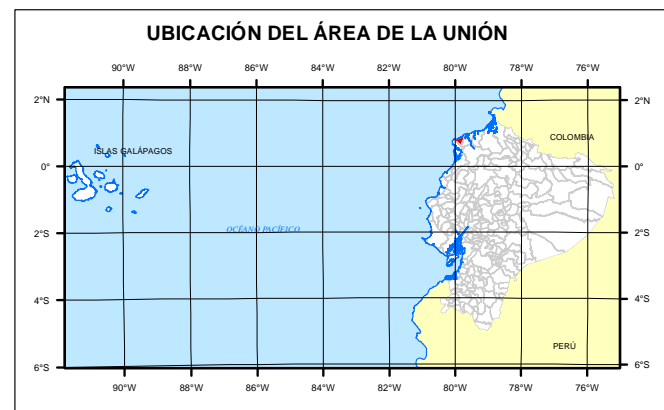 UBICACIÓN DEL ÁREA DE LA UNIÓN
90°W 88°W 86°W 84°W 82°W 80°W 78°W 76°W
2°N 2°N
COLOMBIA
ISLAS GALÁPAGOS
0° 0°
OCÉANO PACÍFICO
2°S 2°S
4°S 4°S
PERÚ
6°S 6°S
90°W 88°W 86°W 84°W 82°W 80°W 78°W 76°W